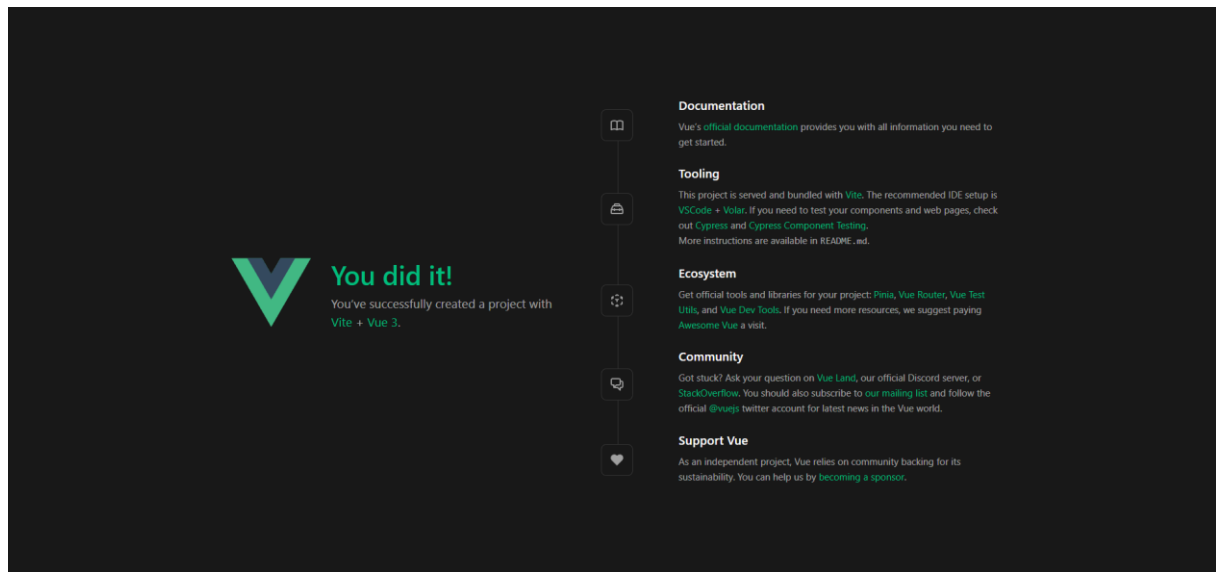 You did it!
You've successfully created a project with
Vite + Vue 3.
Documentation
Vue's official documentation provides you with all information you need to
get started.
Tooling
This project is served and bundled with Vite. The recommended IDE setup is
VSCode + Volar. If you need to test your components and web pages, check
out Cypress and Cypress Component Testing.
More instructions are available in README.md.
Ecosystem
Get official tools and libraries for your project: Pinia, Vue Router, Vue Test
Utils, and Vue Dev Tools. If you need more resources, we suggest paying
Awesome Vue a visit.
Community
Got stuck? Ask your question on Vue Land, our official Discord server, or
StackOverflow. You should also subscribe to our mailing list and follow the
official @vuejs twitter account for latest news in the Vue world.
Support Vue
As an independent project, Vue relies on community backing for its
sustainability. You can help us by becoming a sponsor.